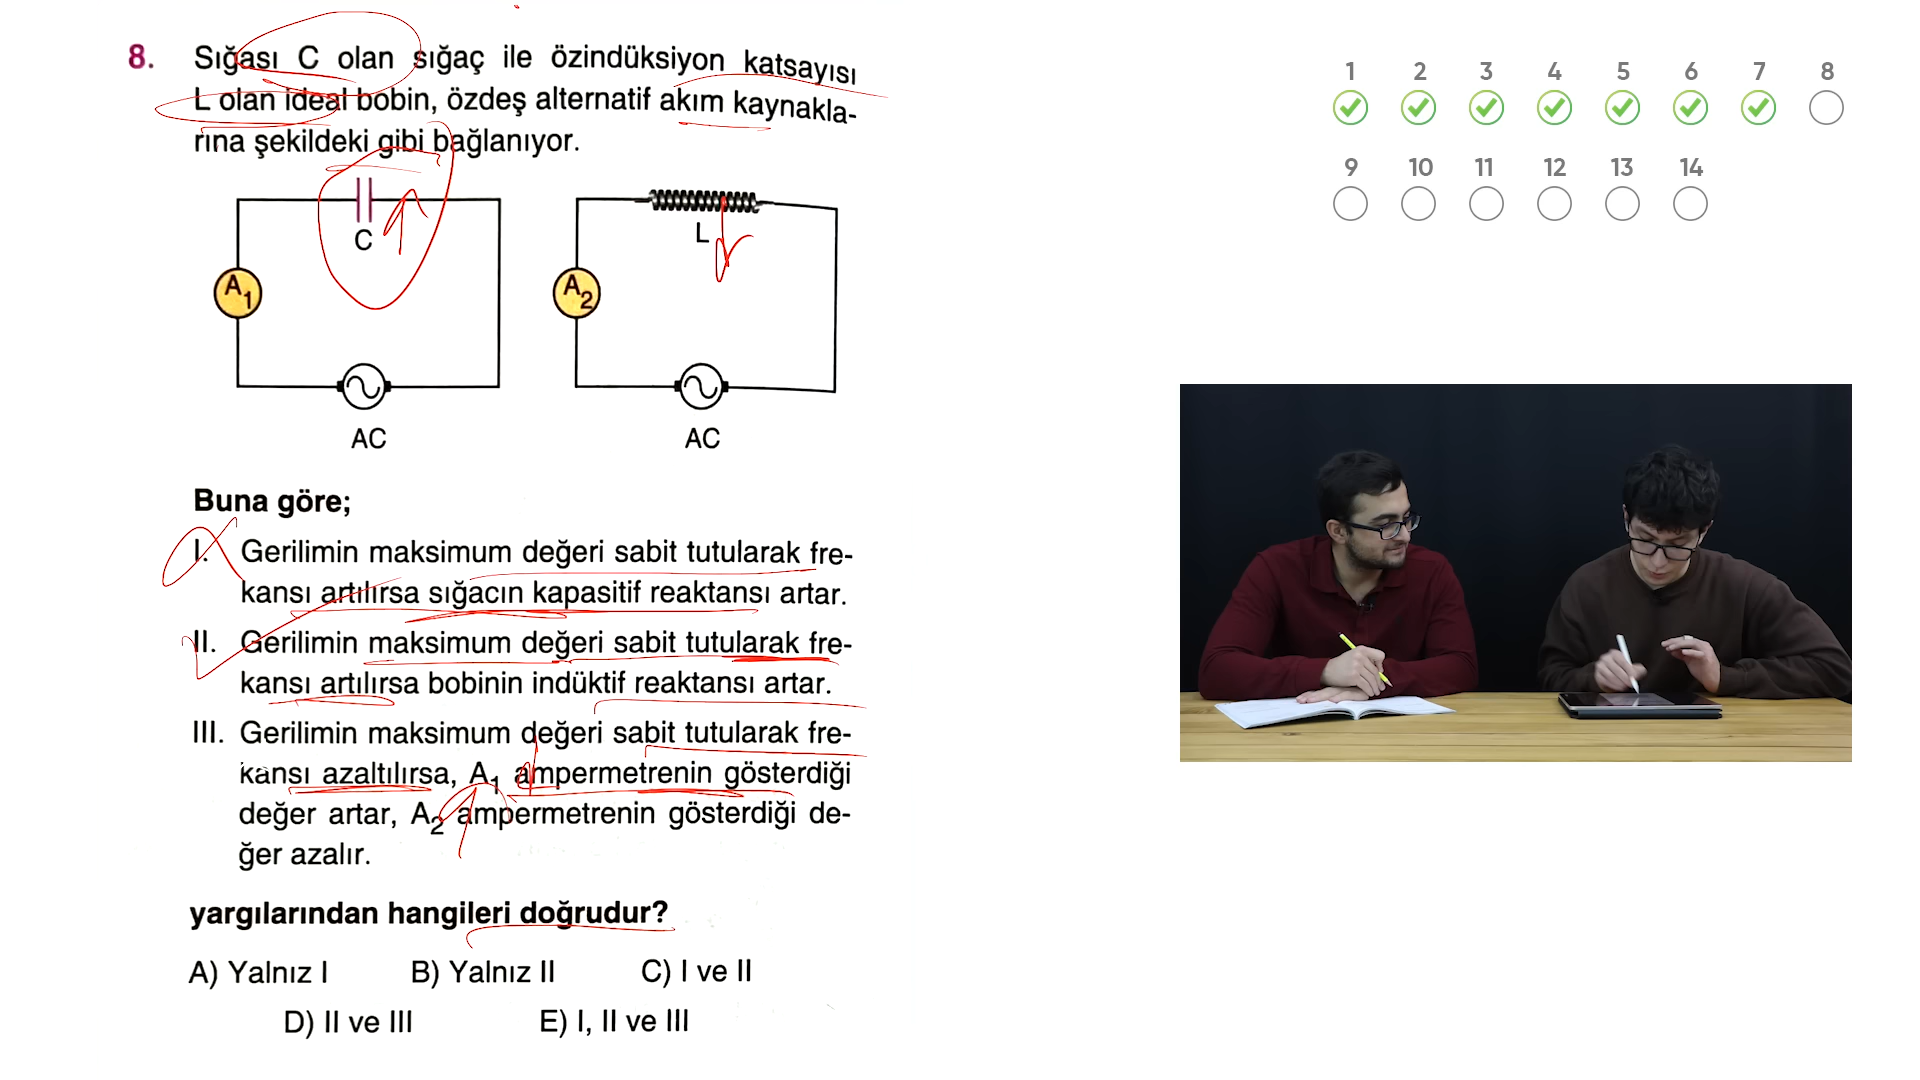 8. Sığası C olan sığaç ile özindüksiyon katsayısı
L olan ideal bobin, özdeş alternatif akım kaynakla-
rına şekildeki gibi bağlanıyor.
C
L
A1
A2
AC
AC
Buna göre;
I. Gerilimin maksimum değeri sabit tutularak fre-
kansı artılırsa sığacın kapasitif reaktansı artar.
II. Gerilimin maksimum değeri sabit tutularak fre-
kansı artılırsa bobinin indüktif reaktansı artar.
III. Gerilimin maksimum değeri sabit tutularak fre-
kansı azaltılırsa, A1 ampermetrenin gösterdiği
değer artar, A2 ampermetrenin gösterdiği de-
ğer azalır.
yargılarından hangileri doğrudur?
A) Yalnız I B) Yalnız II C) I ve II
D) II ve III E) I, II ve III
1 2 3 4 5 6 7 8
9 10 11 12 13 14